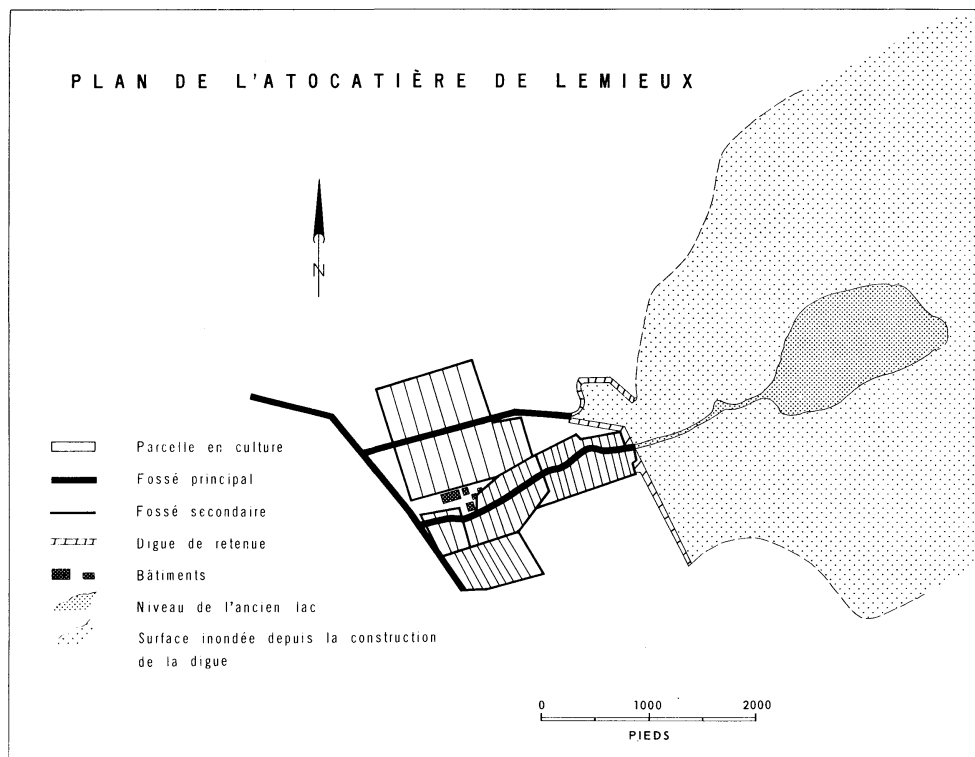 PLAN DE L'ATOCATIÈRE DE LEMIEUX
N
Parcelle en culture
Fossé principal
Fossé secondaire
Digue de retenue
Bâtiments
Niveau de l'ancien lac
Surface inondée depuis la construction
de la digue
0 1000 2000
PIEDS